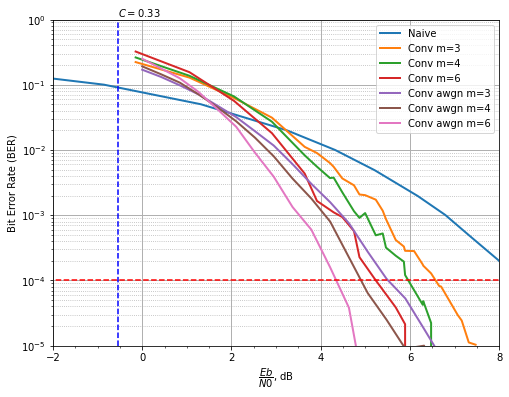 C = 0.33
10⁰
10⁻¹
10⁻²
10⁻³
10⁻⁴
10⁻⁵
Bit Error Rate (BER)
Naive
Conv m=3
Conv m=4
Conv m=6
Conv awgn m=3
Conv awgn m=4
Conv awgn m=6
−2 0 2 4 6 8
Eb/N0, dB